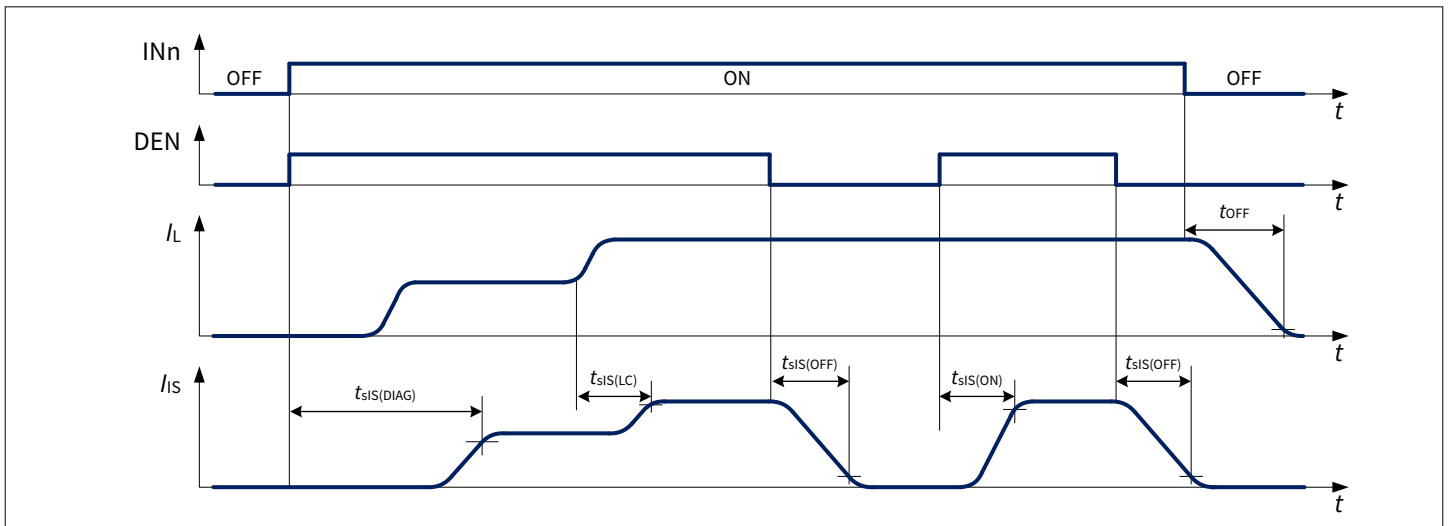 INn
OFF ON OFF
t
DEN
t
IL
tOFF
t
IIS
tsIS(DIAG) tsIS(LC) tsIS(OFF) tsIS(ON) tsIS(OFF)
t